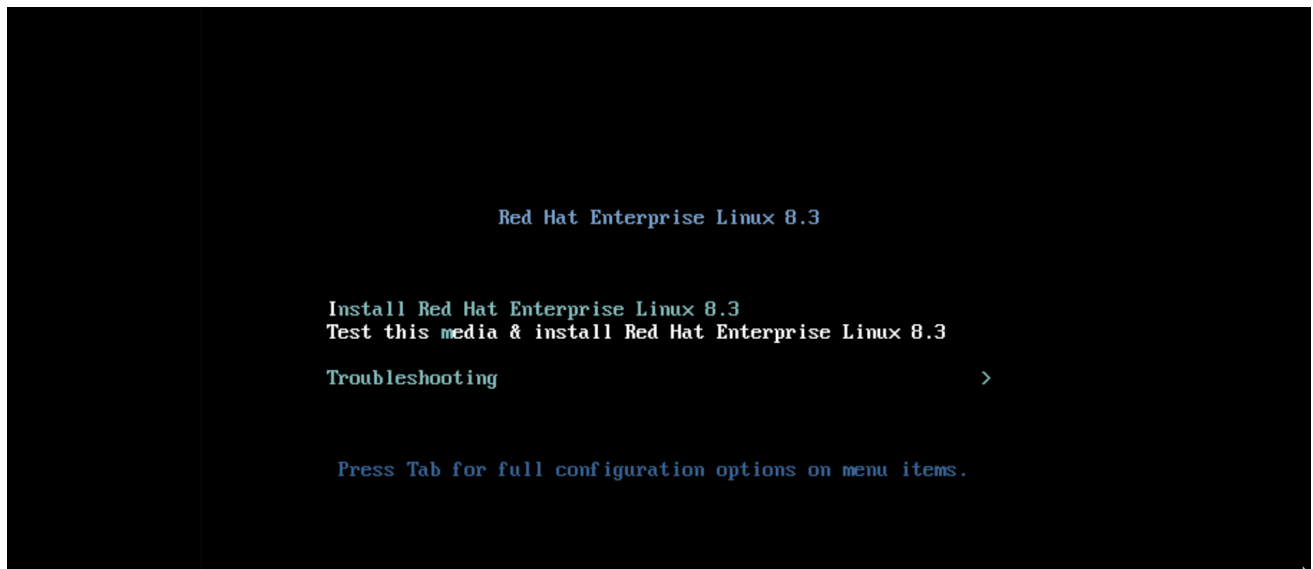 Red Hat Enterprise Linux 8.3
Install Red Hat Enterprise Linux 8.3
Test this media & install Red Hat Enterprise Linux 8.3
Troubleshooting >
Press Tab for full configuration options on menu items.